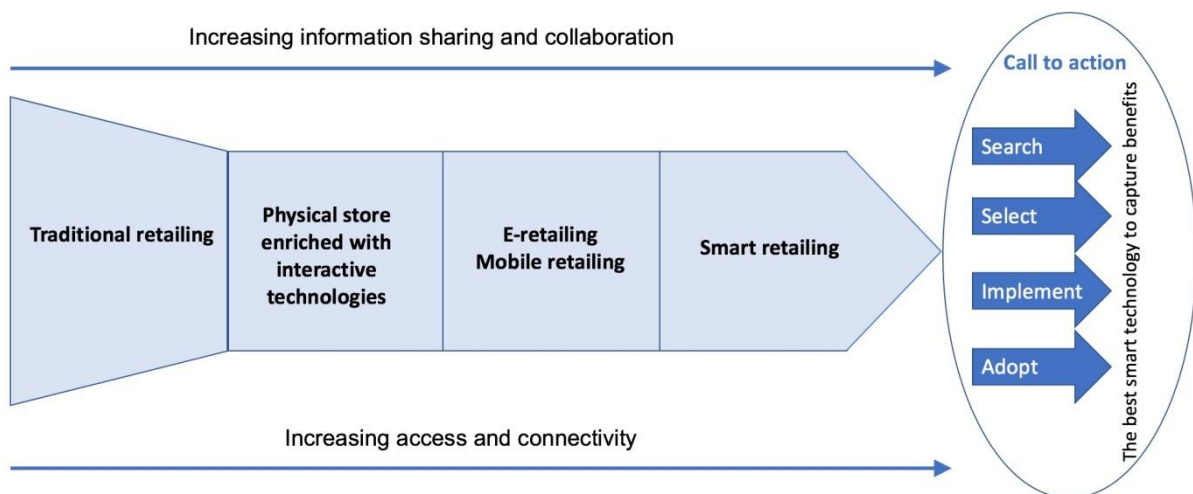 Increasing information sharing and collaboration
Call to action
Traditional retailing
Physical store
enriched with
interactive
technologies
E-retailing
Mobile retailing
Smart retailing
Search
Select
Implement
Adopt
The best smart technology to capture benefits
Increasing access and connectivity